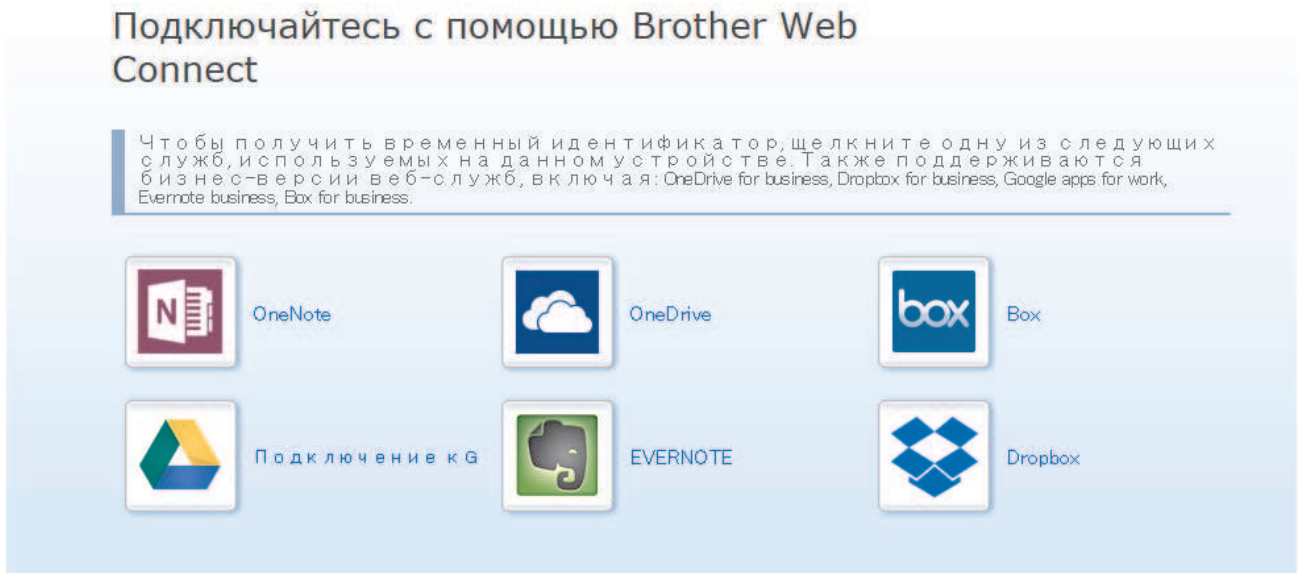 Подключайтесь с помощью Brother Web
Connect
Чтобы получить временный идентификатор, щелкните одну из следующих
служб, используемых на данном устройстве. Также поддерживаются
бизнес-версии веб-служб, включая: OneDrive for business, Dropbox for business, Google apps for work,
Evernote business, Box for business.
N OneNote
OneDrive
box Box
Подключение к G
EVERNOTE
Dropbox